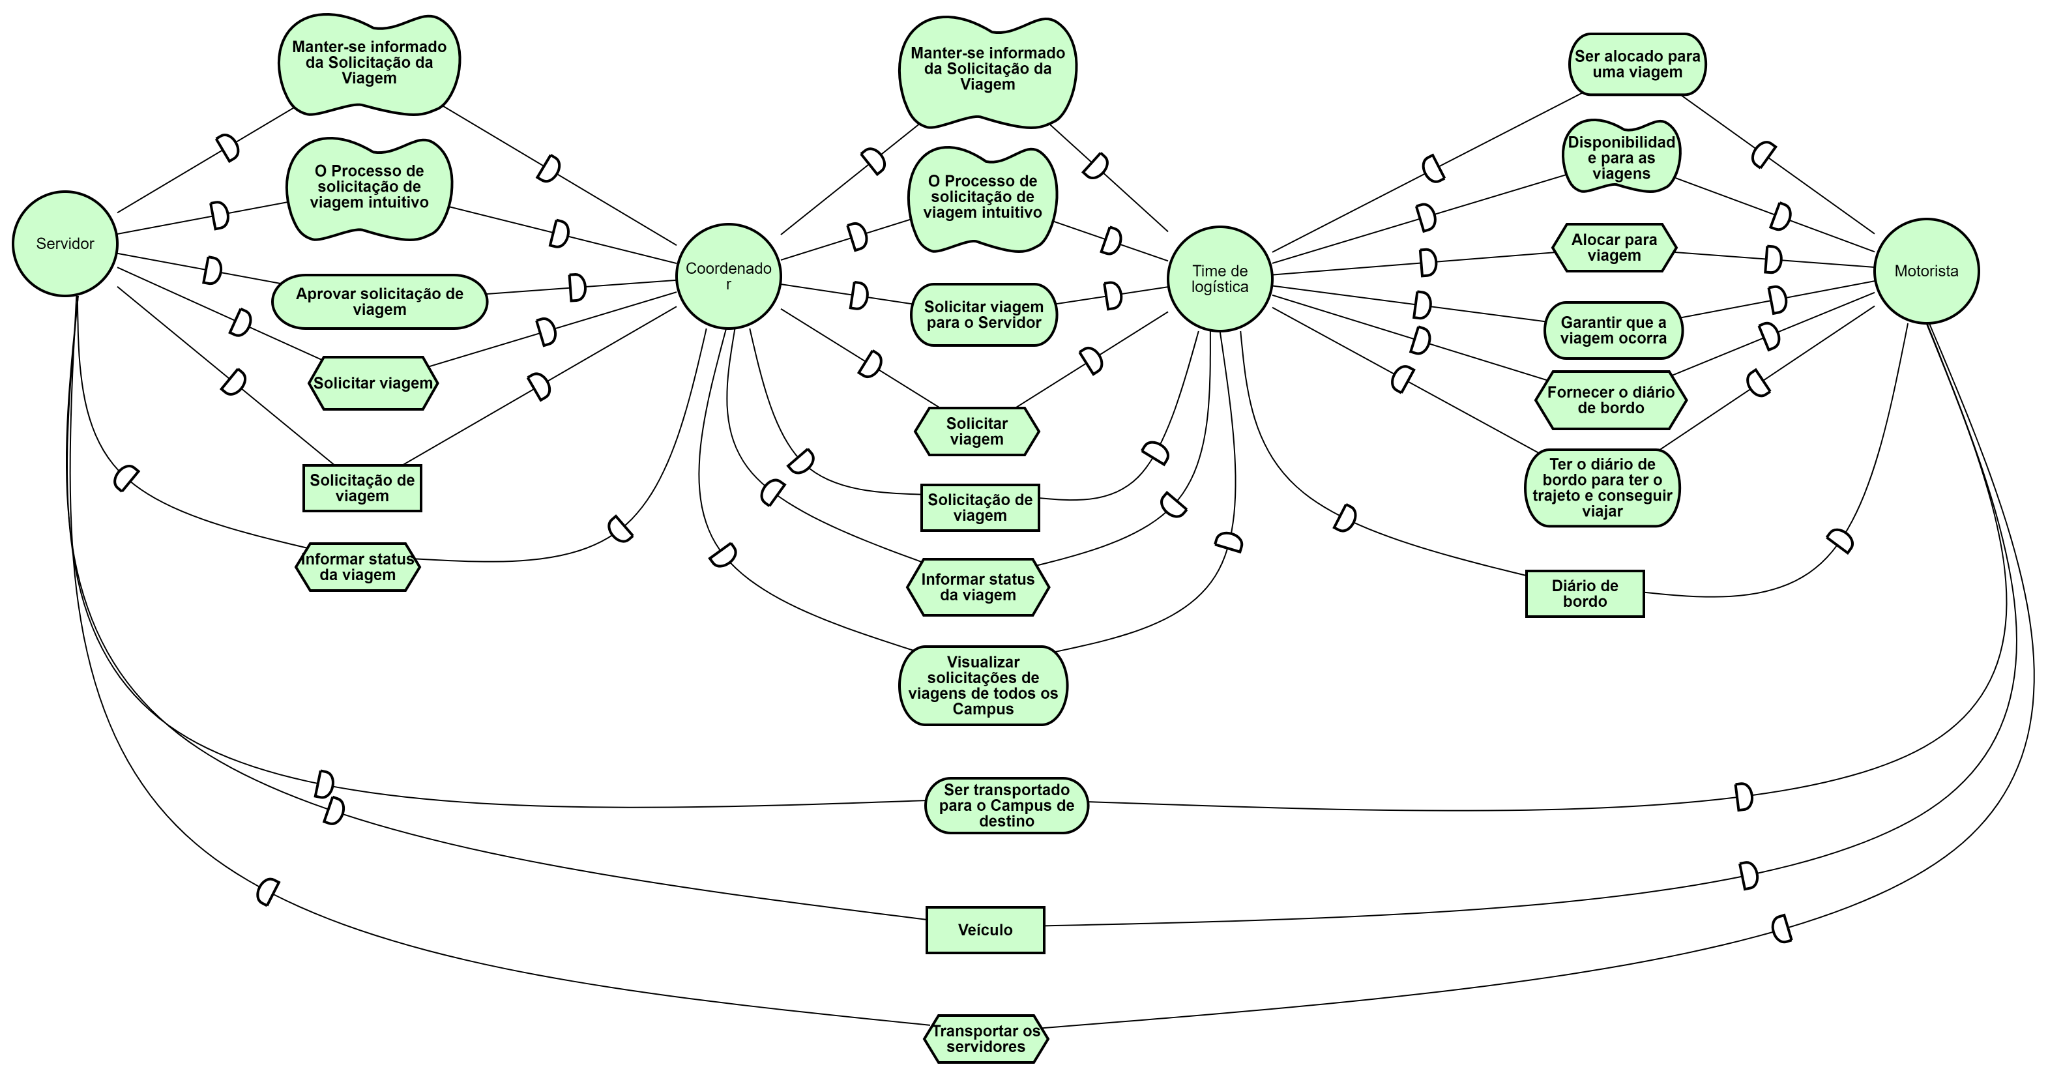 Servidor
Manter-se informado
da Solicitação da
Viagem
O Processo de
solicitação de
viagem intuitivo
Aprovar solicitação de
viagem
Solicitar viagem
Solicitação de
viagem
Informar status
da viagem
Coordenado
r
Manter-se informado
da Solicitação da
Viagem
O Processo de
solicitação de
viagem intuitivo
Solicitar viagem
para o Servidor
Solicitar
viagem
Solicitação de
viagem
Informar status
da viagem
Visualizar
solicitações de
viagens de todos os
Campus
Time de
logística
Ser alocado para
uma viagem
Disponibilidad
e para as
viagens
Alocar para
viagem
Garantir que a
viagem ocorra
Fornecer o diário
de bordo
Ter o diário de
bordo para ter o
trajeto e conseguir
viajar
Diário de
bordo
Motorista
Ser transportado
para o Campus de
destino
Veículo
Transportar os
servidores